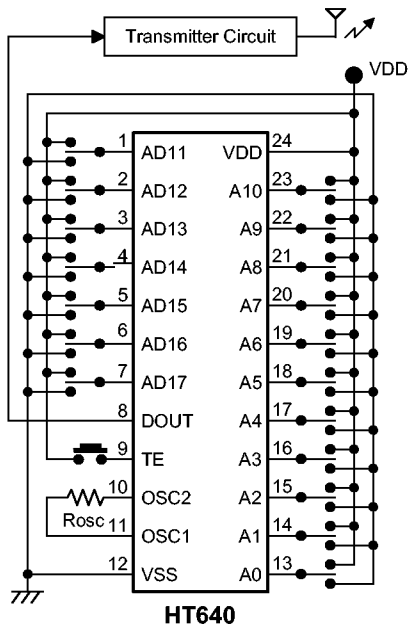 Transmitter Circuit
VDD
1 AD11 VDD 24
2 AD12 A10 23
3 AD13 A9 22
4 AD14 A8 21
5 AD15 A7 20
6 AD16 A6 19
7 AD17 A5 18
8 DOUT A4 17
9 TE A3 16
10 OSC2 A2 15
Rosc
11 OSC1 A1 14
12 VSS A0 13
HT640